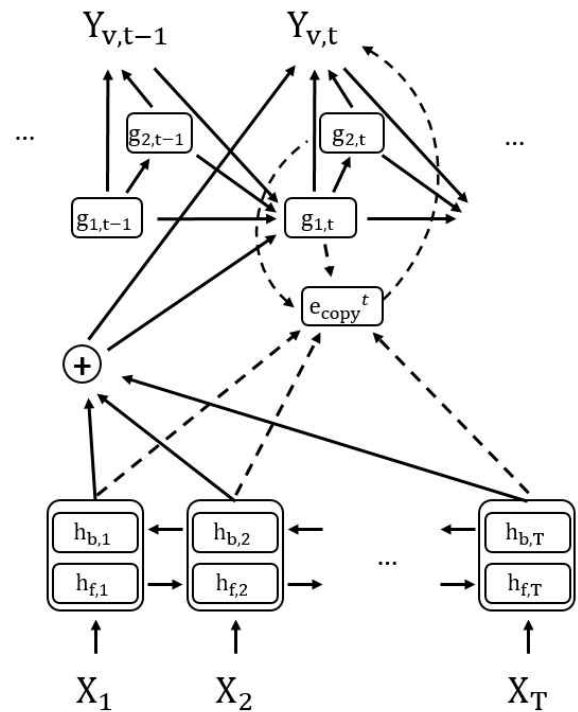 Y_{v,t−1} Y_{v,t}
... g_{2,t−1} g_{2,t} ...
g_{1,t−1} g_{1,t}
e_{copy}^{t}
+
h_{b,1} h_{b,2} h_{b,T}
...
h_{f,1} h_{f,2} h_{f,T}
X_1 X_2 X_T